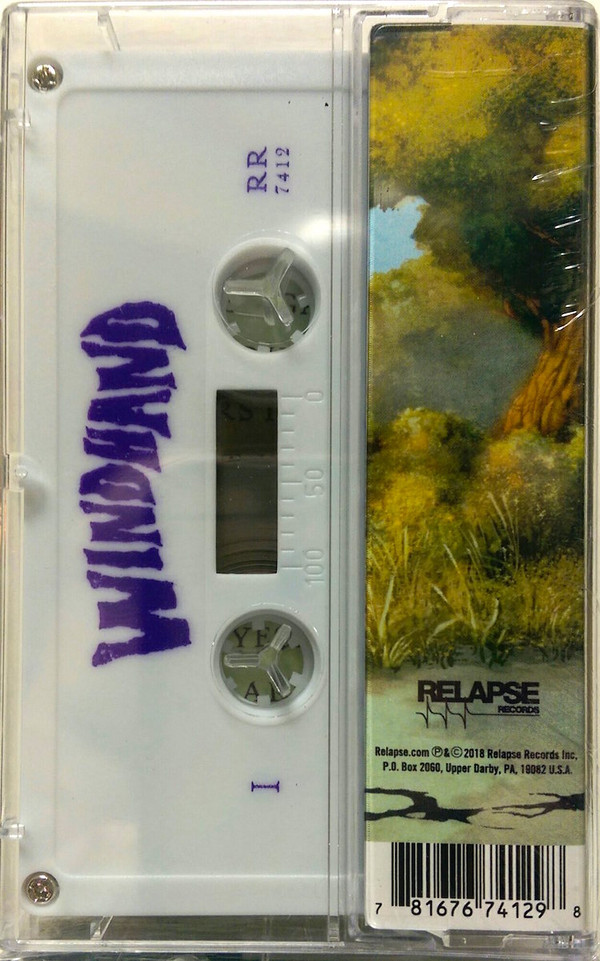 WINDHAND
RR
7412
I
0
50
100
YE
A
RELAPSE
RECORDS
Relapse.com ℗&©2018 Relapse Records Inc,
P.O. Box 2060, Upper Darby, PA, 19082 U.S.A.
7 81676 74129 8